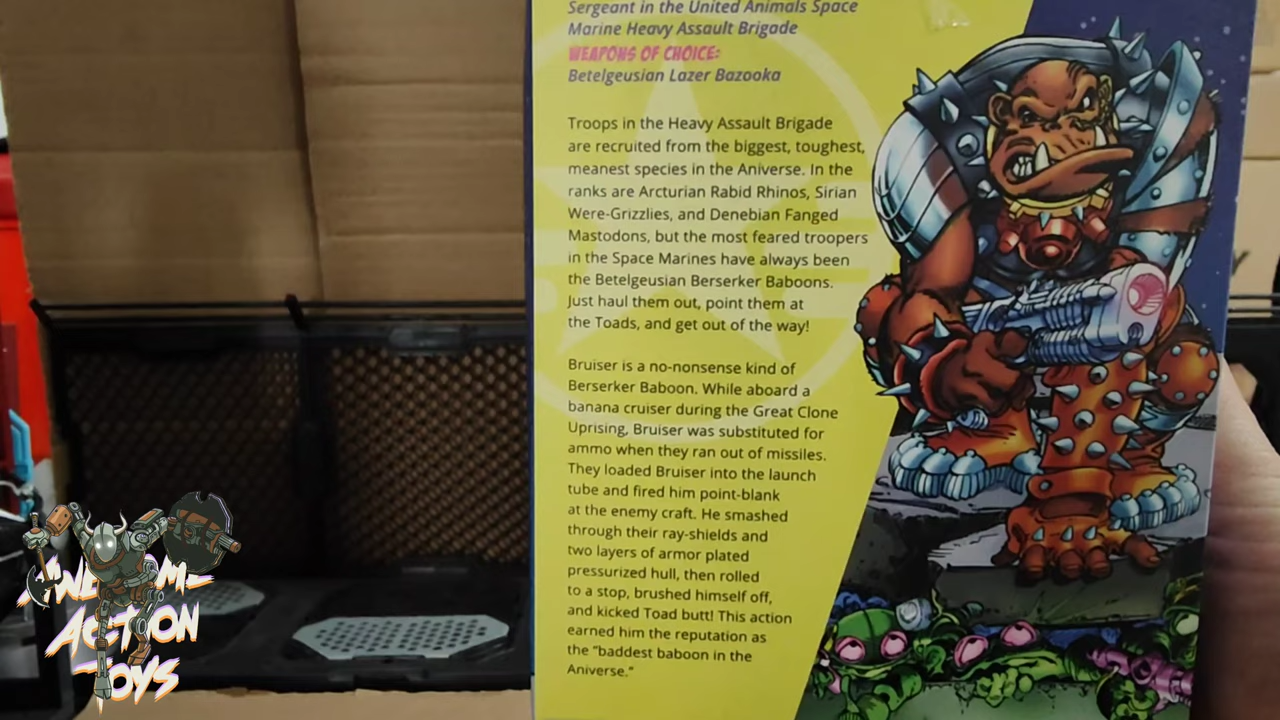 Sergeant in the United Animals Space
Marine Heavy Assault Brigade
WEAPONS OF CHOICE:
Betelgeusian Lazer Bazooka
Troops in the Heavy Assault Brigade
are recruited from the biggest, toughest,
meanest species in the Aniverse. In the
ranks are Arcturian Rabid Rhinos, Sirian
Were-Grizzlies, and Denebian Fanged
Mastodons, but the most feared troopers
in the Space Marines have always been
the Betelgeusian Berserker Baboons.
Just haul them out, point them at
the Toads, and get out of the way!
Bruiser is a no-nonsense kind of
Berserker Baboon. While aboard a
banana cruiser during the Great Clone
Uprising, Bruiser was substituted for
ammo when they ran out of missiles.
They loaded Bruiser into the launch
tube and fired him point-blank
at the enemy craft. He smashed
through their ray-shields and
two layers of armor plated
pressurized hull, then rolled
to a stop, brushed himself off,
and kicked Toad butt! This action
earned him the reputation as
the "baddest baboon in the
Aniverse."
ACTION
TOYS